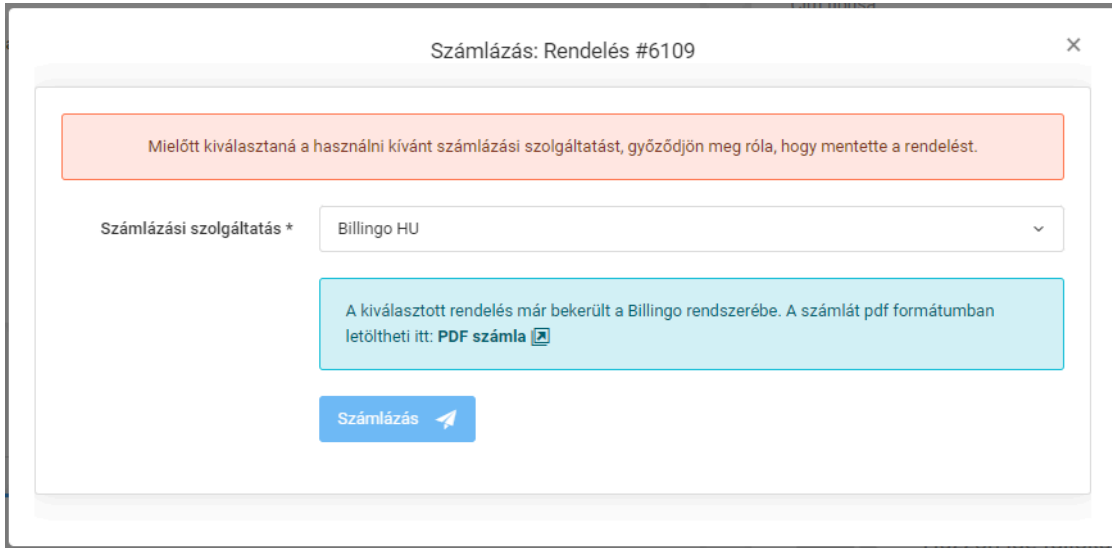 Számlázás: Rendelés #6109
Mielőtt kiválasztaná a használni kívánt számlázási szolgáltatást, győződjön meg róla, hogy mentette a rendelést.
Számlázási szolgáltatás *
Billingo HU
A kiválasztott rendelés már bekerült a Billingo rendszerébe. A számlát pdf formátumban
letöltheti itt: PDF számla
Számlázás